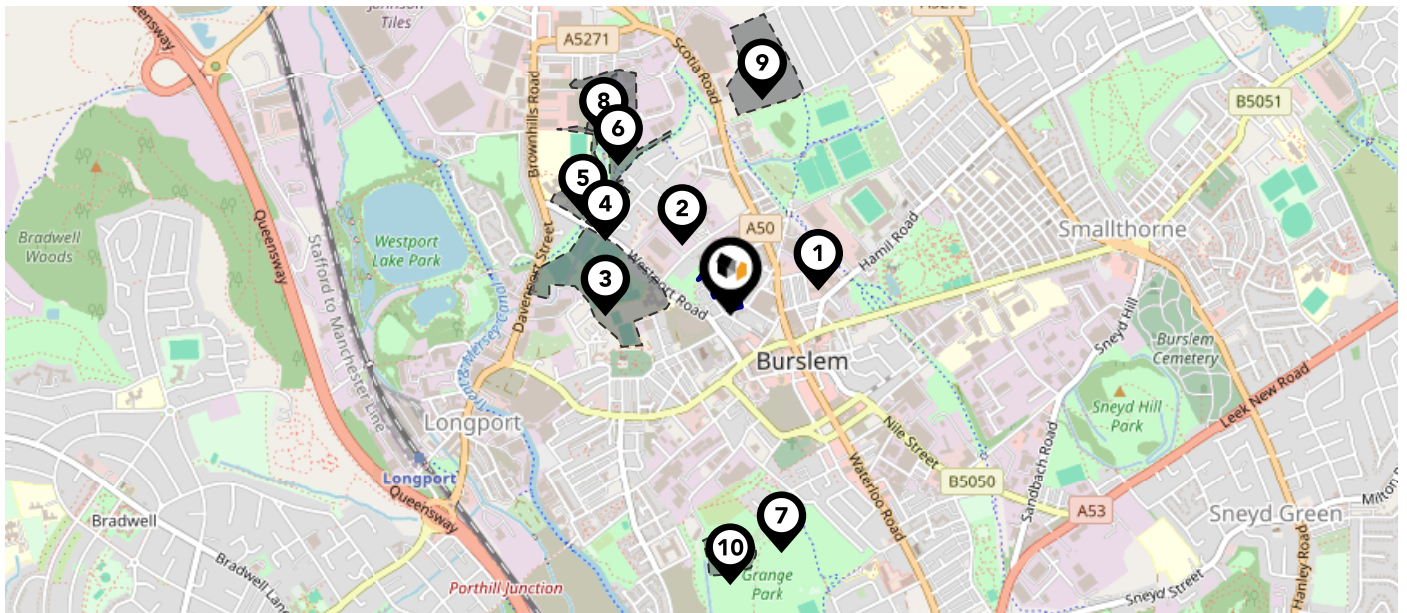 Queensway
Johnson
Tiles
A5271
Scotia Road
A5272
9
B5051
8
6
Brownhills Road
5
4
2
A50
Smallthorne
Hamil Road
1
Bradwell
Woods
Queensway
Stafford to Manchester Line
Westport
Lake Park
Davenport Street
3
Westport Road
Trent & Mersey Canal
Burslem
Sneyd Hill
Burslem
Cemetery
Sneyd Hill
Park
Leek New Road
Longport
Nile Street
Sandbach Road
Waterloo Road
Longport
Queensway
B5050
A53
Milton
Sneyd Green
Bradwell
7
10
Grange
Park
Bradwell Lane
Porthill Junction
Sneyd Street
Hanley Road